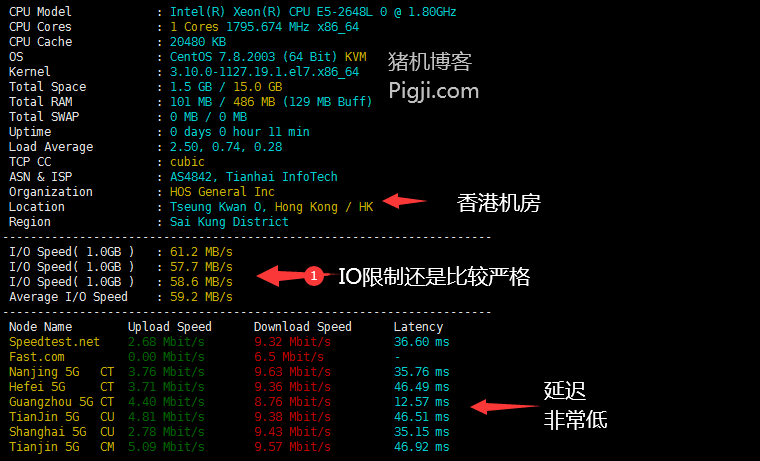 CPU Model : Intel(R) Xeon(R) CPU E5-2648L 0 @ 1.80GHz
CPU Cores : 1 Cores 1795.674 MHz x86_64
CPU Cache : 20480 KB
OS : CentOS 7.8.2003 (64 Bit) KVM
Kernel : 3.10.0-1127.19.1.el7.x86_64
Total Space : 1.5 GB / 15.0 GB
Total RAM : 101 MB / 486 MB (129 MB Buff)
Total SWAP : 0 MB / 0 MB
Uptime : 0 days 0 hour 11 min
Load Average : 2.50, 0.74, 0.28
TCP CC : cubic
ASN & ISP : AS4842, Tianhai InfoTech
Organization : HOS General Inc
Location : Tseung Kwan O, Hong Kong / HK
Region : Sai Kung District
猪机博客
Pigji.com
香港机房
----------------------------------------------------------------------
I/O Speed( 1.0GB ) : 61.2 MB/s
I/O Speed( 1.0GB ) : 57.7 MB/s
I/O Speed( 1.0GB ) : 58.6 MB/s
Average I/O Speed : 59.2 MB/s
1 IO限制还是比较严格
----------------------------------------------------------------------
Node Name Upload Speed Download Speed Latency
Speedtest.net 2.68 Mbit/s 9.32 Mbit/s 36.60 ms
Fast.com 0.00 Mbit/s 6.5 Mbit/s -
Nanjing 5G CT 3.76 Mbit/s 9.63 Mbit/s 35.76 ms
Hefei 5G CT 3.71 Mbit/s 9.36 Mbit/s 46.49 ms
Guangzhou 5G CT 4.40 Mbit/s 8.76 Mbit/s 12.57 ms
TianJin 5G CU 4.81 Mbit/s 9.38 Mbit/s 46.51 ms
Shanghai 5G CU 2.78 Mbit/s 9.43 Mbit/s 35.15 ms
Tianjin 5G CM 5.09 Mbit/s 9.57 Mbit/s 46.92 ms
延迟
非常低